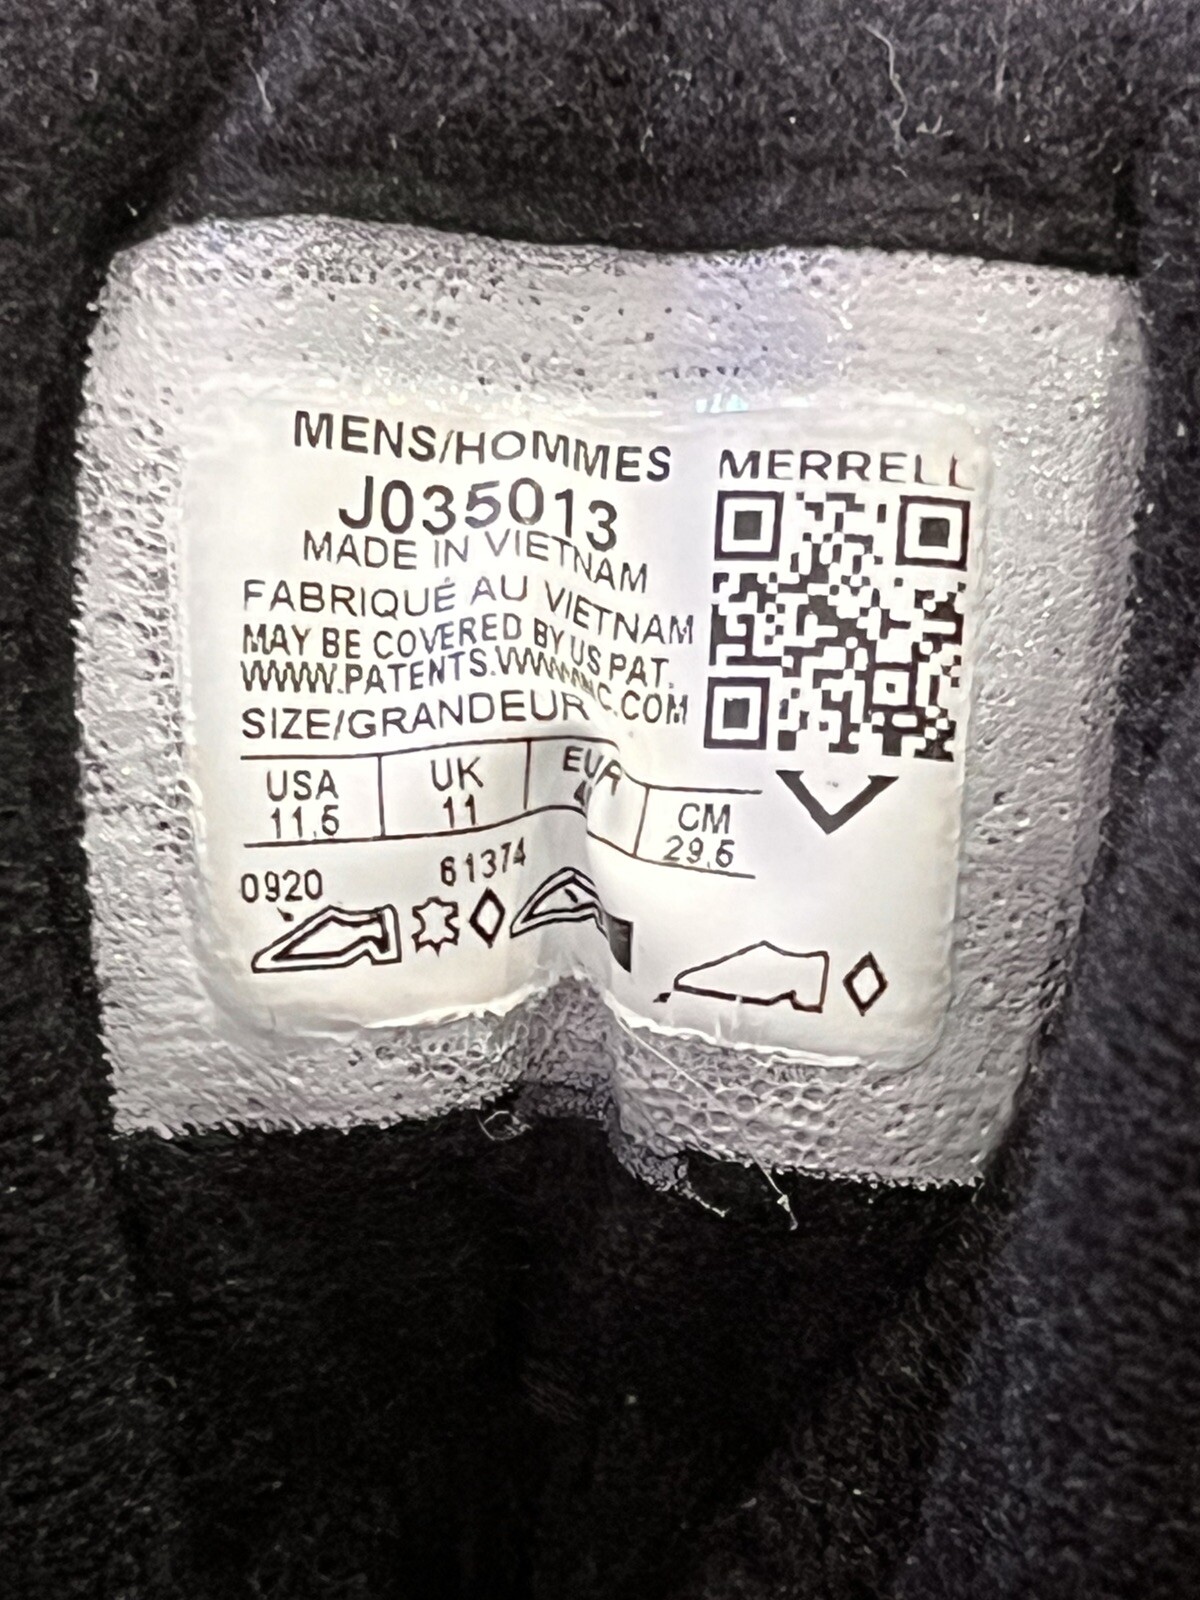 MENS/HOMMES
J035013
MADE IN VIETNAM
FABRIQUÉ AU VIETNAM
MAY BE COVERED BY US PAT.
SIZE/GRANDEUR
MERRELL
USA UK EUR CM
11.5 11 29.5
0920 61374